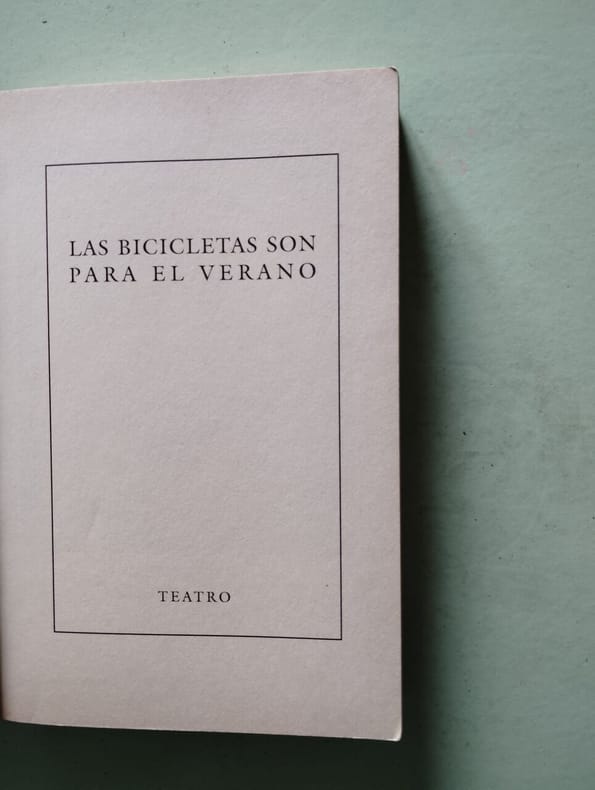 LAS BICICLETAS SON
PARA EL VERANO
TEATRO